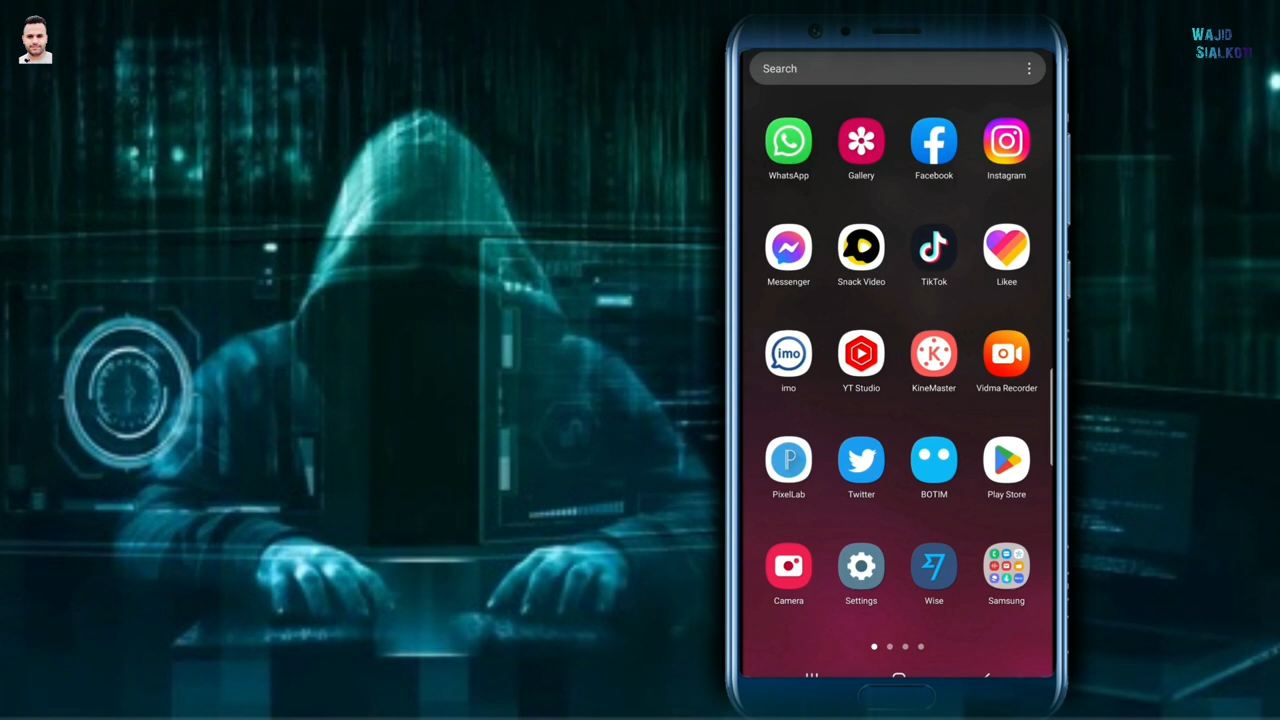 WAJID
SIALKOTI
Search
WhatsApp
Gallery
Facebook
Instagram
Messenger
Snack Video
TikTok
Likee
imo
imo
YT Studio
KineMaster
Vidma Recorder
PixelLab
Twitter
BOTIM
Play Store
Camera
Settings
Wise
Samsung